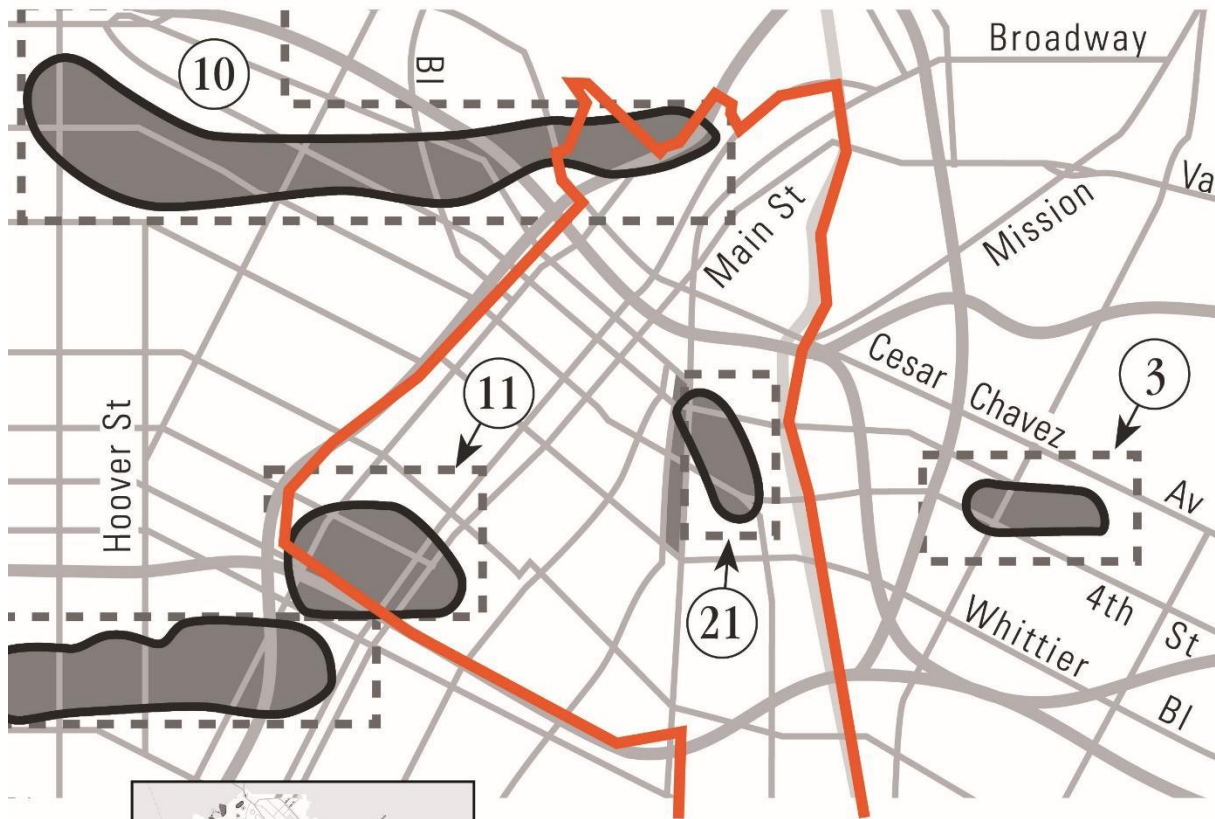 Broadway
10
Bl
Va
Main St
Mission
Cesar Chavez Av
3
11
Hoover St
21
4th St
Whittier Bl